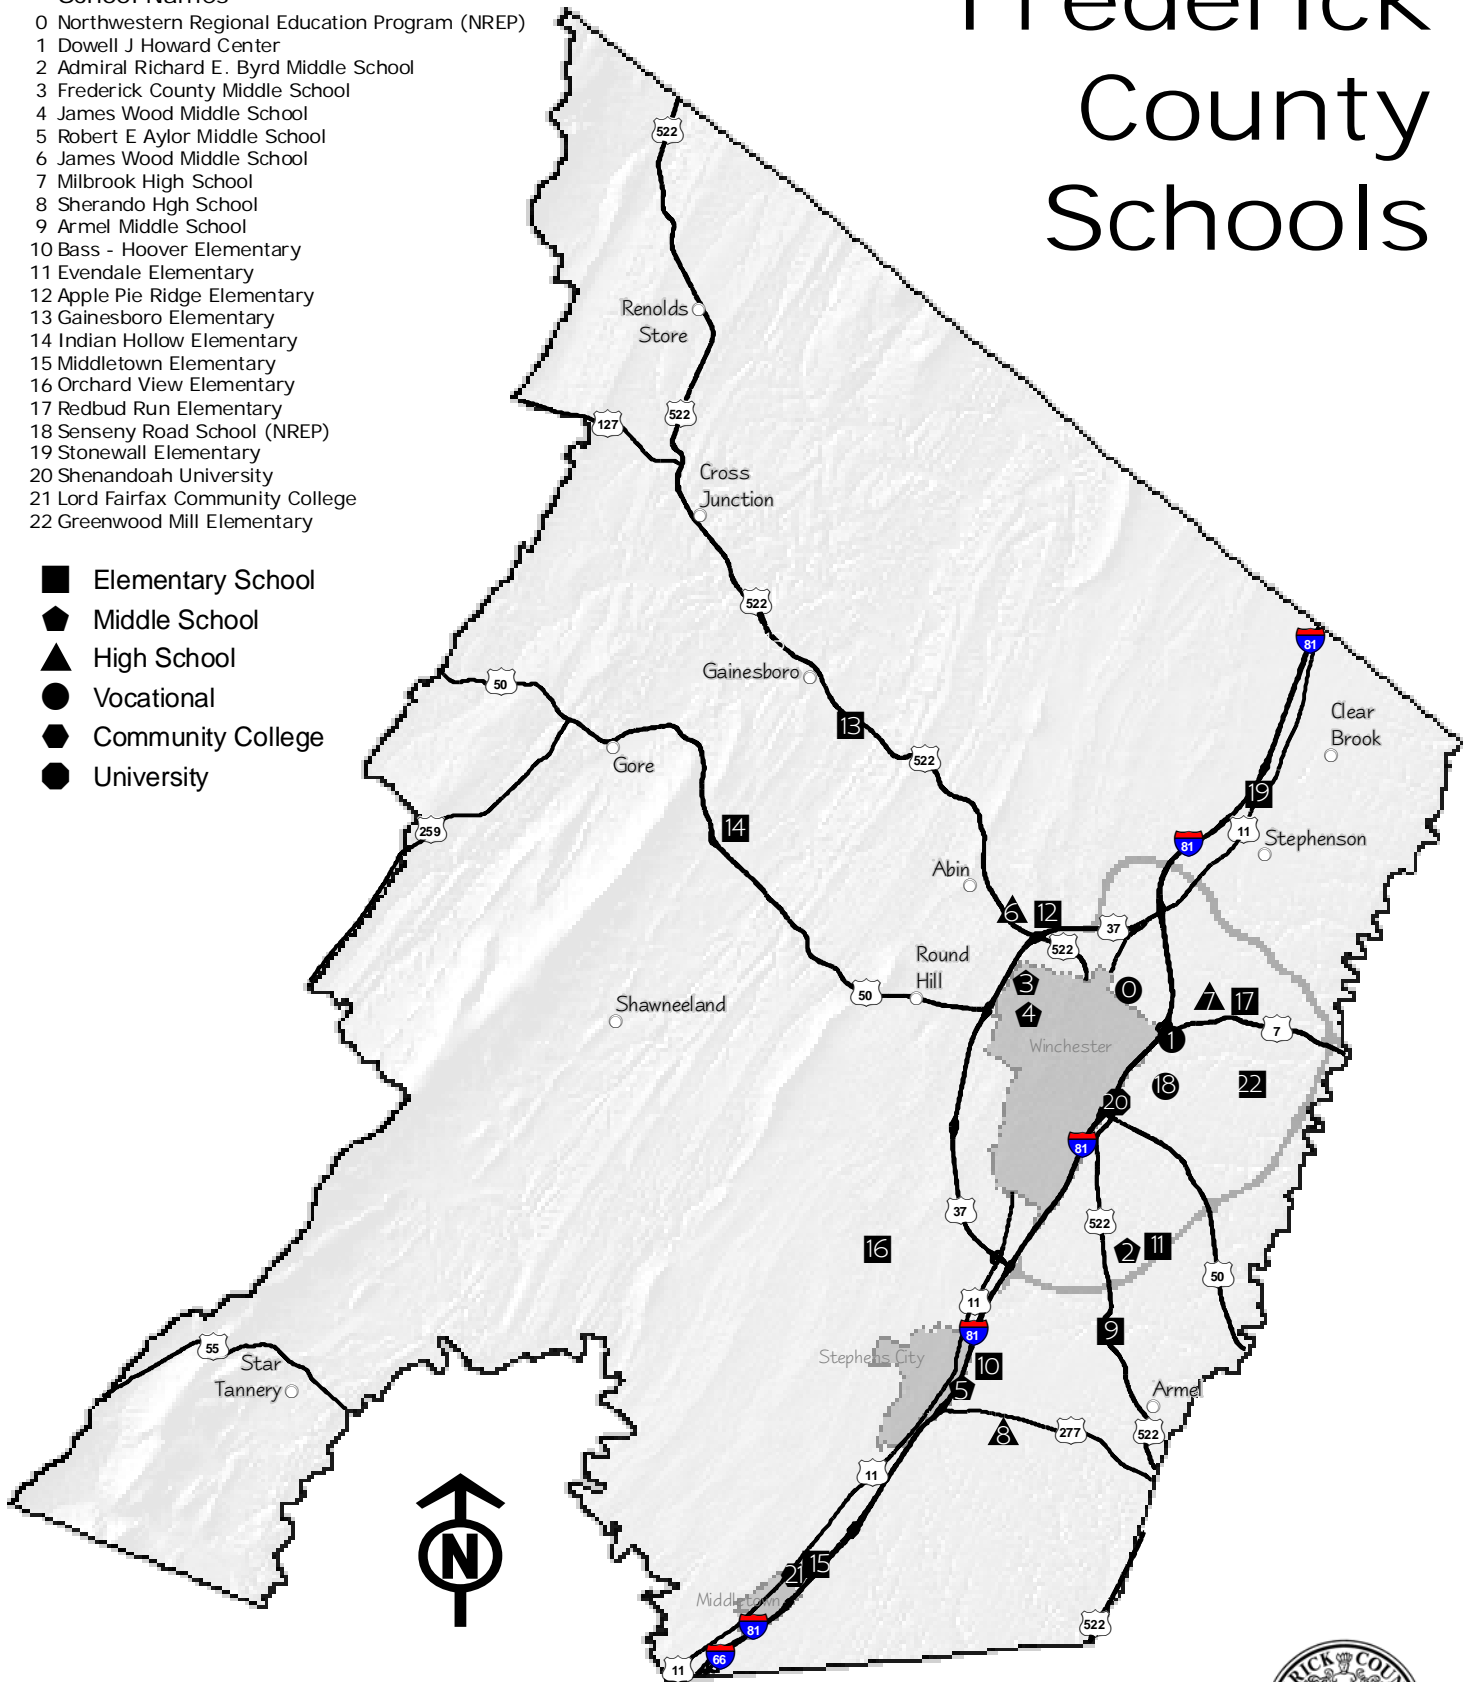 School Names
0 Northwestern Regional Education Program (NREP)
1 Dowell J Howard Center
2 Admiral Richard E. Byrd Middle School
3 Frederick County Middle School
4 James Wood Middle School
5 Robert E Aylor Middle School
6 James Wood Middle School
7 Milbrook High School
8 Sherando Hgh School
9 Armel Middle School
10 Bass - Hoover Elementary
11 Evendale Elementary
12 Apple Pie Ridge Elementary
13 Gainesboro Elementary
14 Indian Hollow Elementary
15 Middletown Elementary
16 Orchard View Elementary
17 Redbud Run Elementary
18 Senseny Road School (NREP)
19 Stonewall Elementary
20 Shenandoah University
21 Lord Fairfax Community College
22 Greenwood Mill Elementary
Elementary School
Middle School
High School
Vocational
Community College
University
Frederick
County
Schools
522
Renolds
Store
522
127
Cross
Junction
522
81
50
Gainesboro
Clear
Brook
13
Gore
522
19
259
14
11
81
Stephenson
Abin
6
12
37
522
Round
Hill
3
0
50
7
17
Shawneeland
4
7
1
Winchester
18
22
20
81
37
522
16
2
11
50
11
9
81
55
Star
Tannery
Stephens City
10
5
Armel
8
277
522
11
N
15
21
Middletown
81
522
66
11
RICK COUN